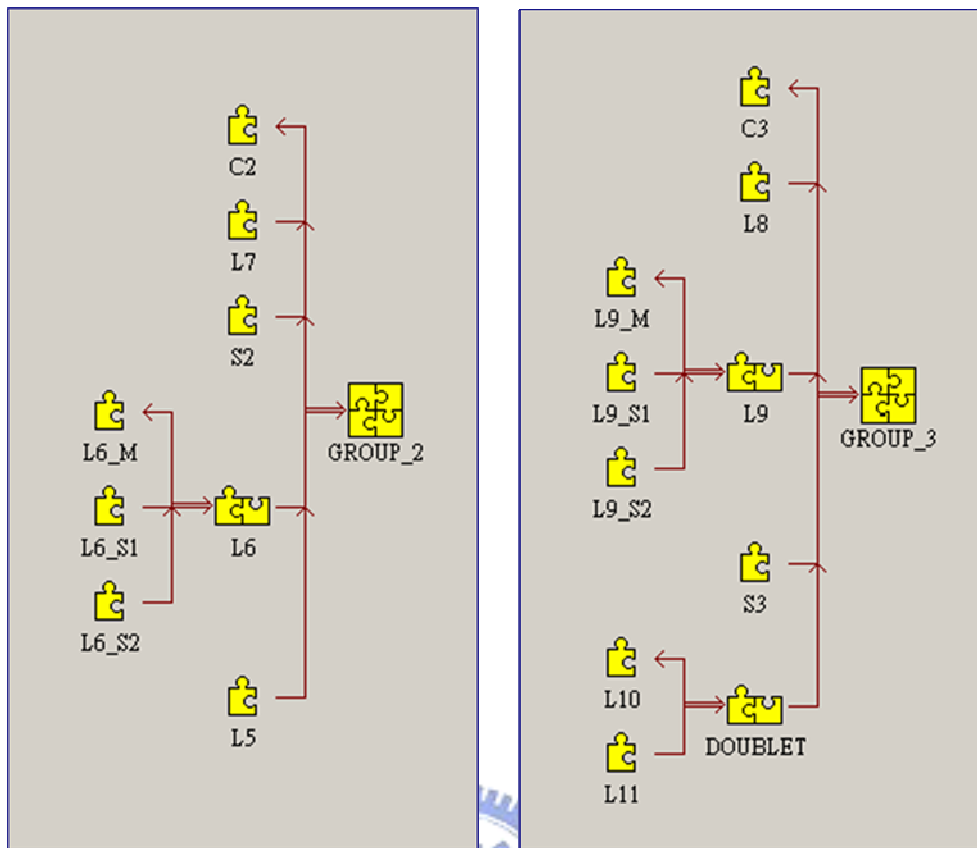 C2
L7
S2
L6_M
L6_S1
L6_S2
L6
L5
GROUP_2
C3
L8
L9_M
L9_S1
L9_S2
L9
GROUP_3
S3
L10
L11
DOUBLET